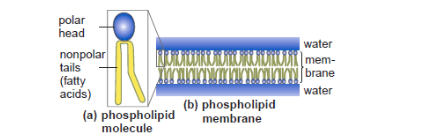 polar
head
nonpolar
tails
(fatty
acids)
(a) phospholipid
molecule
water
mem-
brane
water
(b) phospholipid
membrane